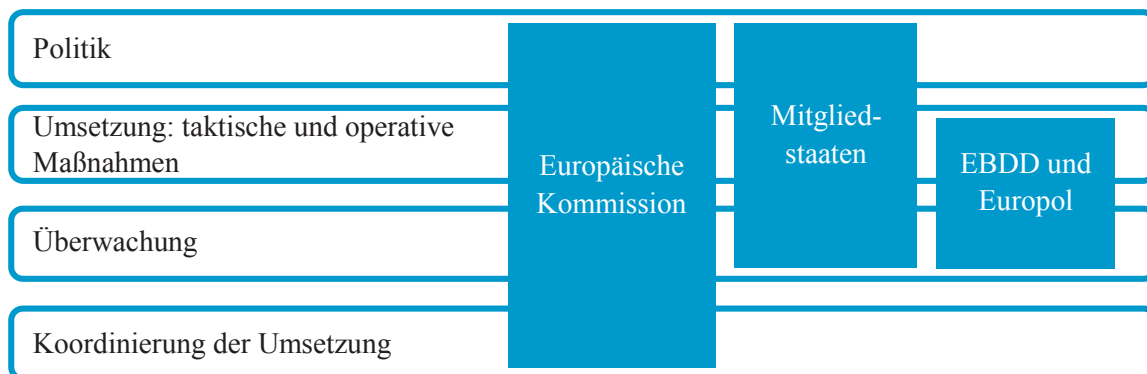 Politik
Umsetzung: taktische und operative
Maßnahmen
Überwachung
Koordinierung der Umsetzung
Europäische
Kommission
Mitglied-
staaten
EBDD und
Europol